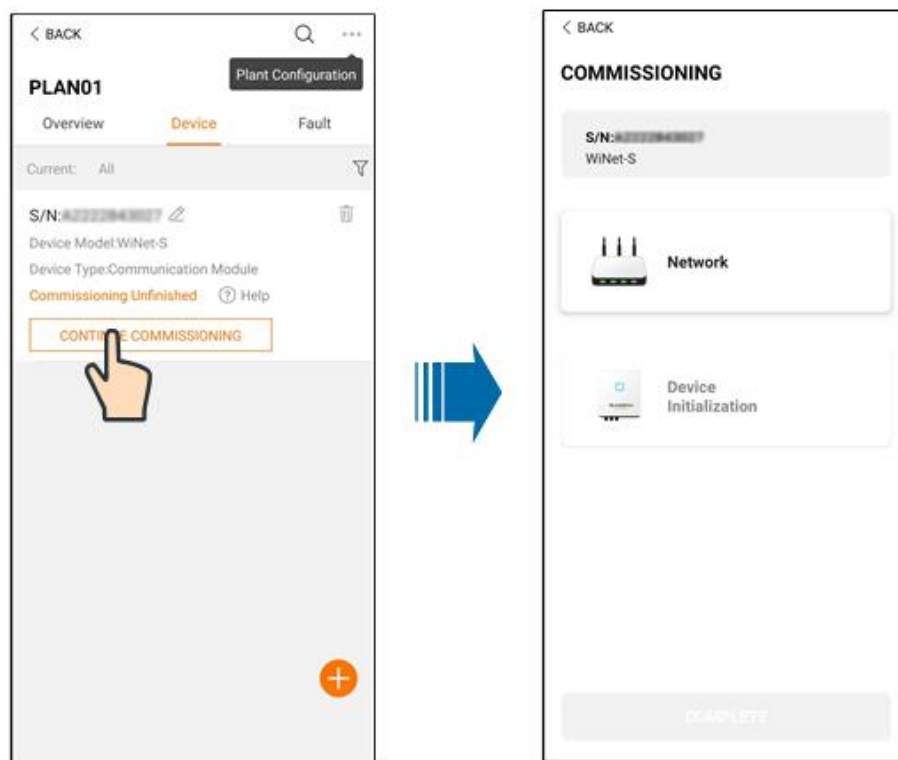 < BACK
Plant Configuration
PLAN01
Overview Device Fault
Current: All
S/N:
Device Model:WiNet-S
Device Type:Communication Module
Commissioning Unfinished ? Help
COMMISSIONING
< BACK
COMMISSIONING
S/N:
WiNet-S
Network
Device
Initialization
COMPLETE